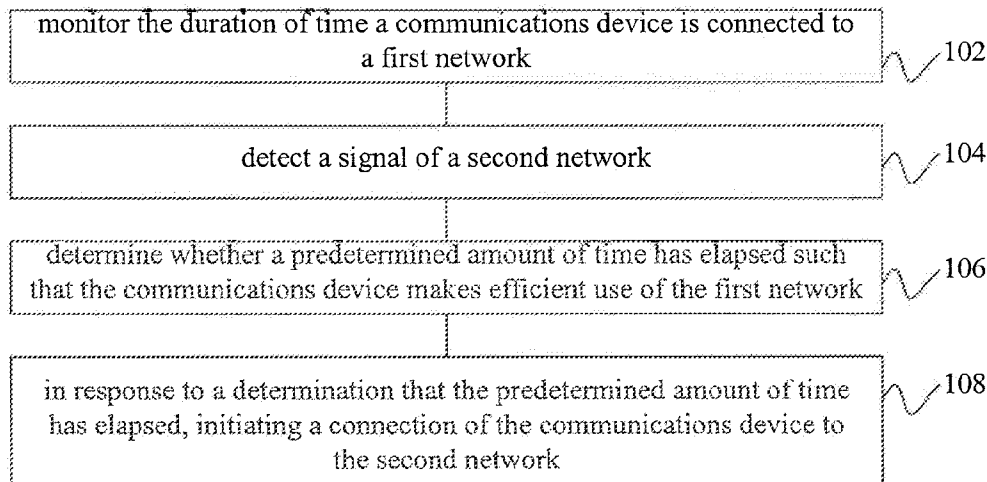 monitor the duration of time a communications device is connected to
a first network
102
detect a signal of a second network
104
determine whether a predetermined amount of time has elapsed such
that the communications device makes efficient use of the first network
106
in response to a determination that the predetermined amount of time
has elapsed, initiating a connection of the communications device to
the second network
108